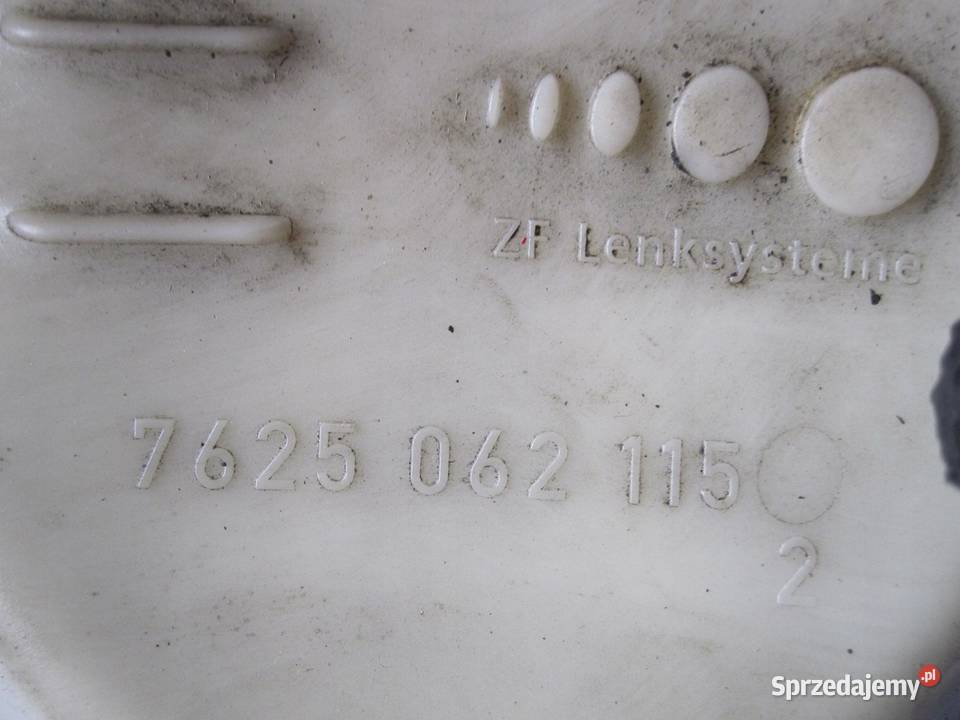 ZF Lenksysteme
7625 062 115
2
Sprzedajemy.pl